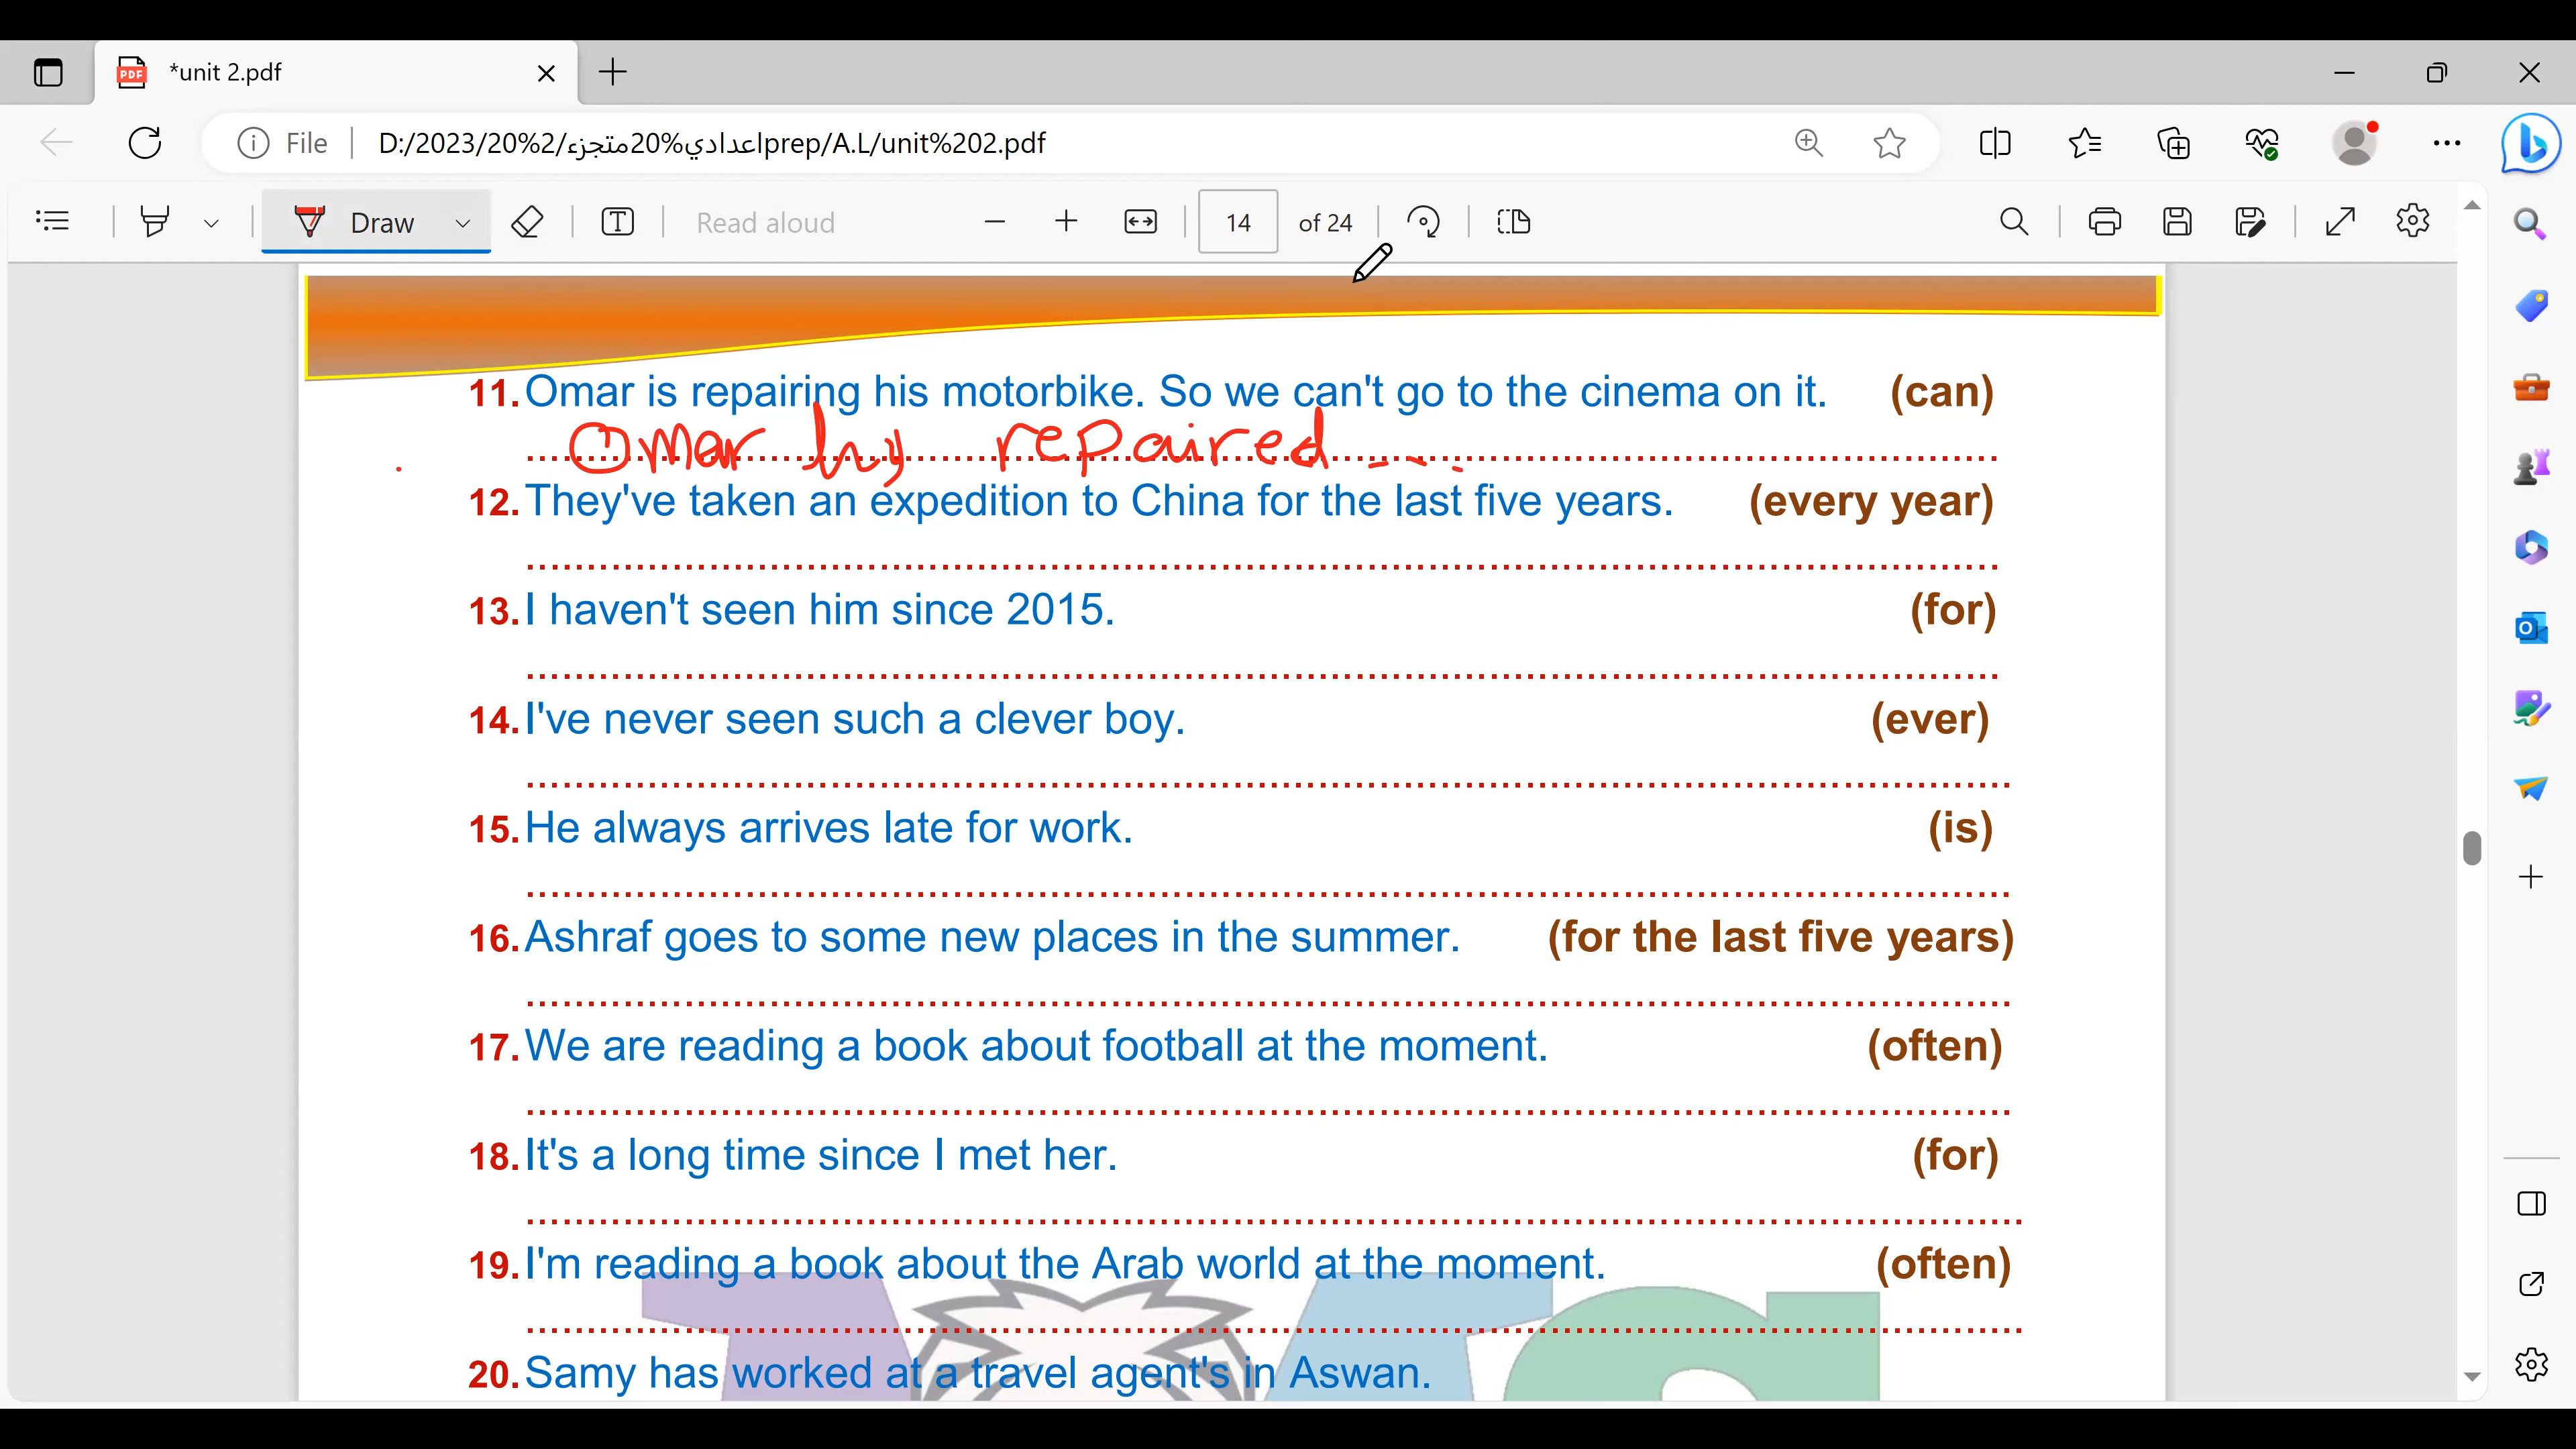 *unit 2.pdf
File D:/2023/20%2/اعدادي%20متجزء/prep/A.L/unit%202.pdf
Draw Read aloud 14 of 24
11. Omar is repairing his motorbike. So we can't go to the cinema on it. (can)
Omar has repaired ....
12. They've taken an expedition to China for the last five years. (every year)
13. I haven't seen him since 2015. (for)
14. I've never seen such a clever boy. (ever)
15. He always arrives late for work. (is)
16. Ashraf goes to some new places in the summer. (for the last five years)
17. We are reading a book about football at the moment. (often)
18. It's a long time since I met her. (for)
19. I'm reading a book about the Arab world at the moment. (often)
20. Samy has worked at a travel agent's in Aswan.